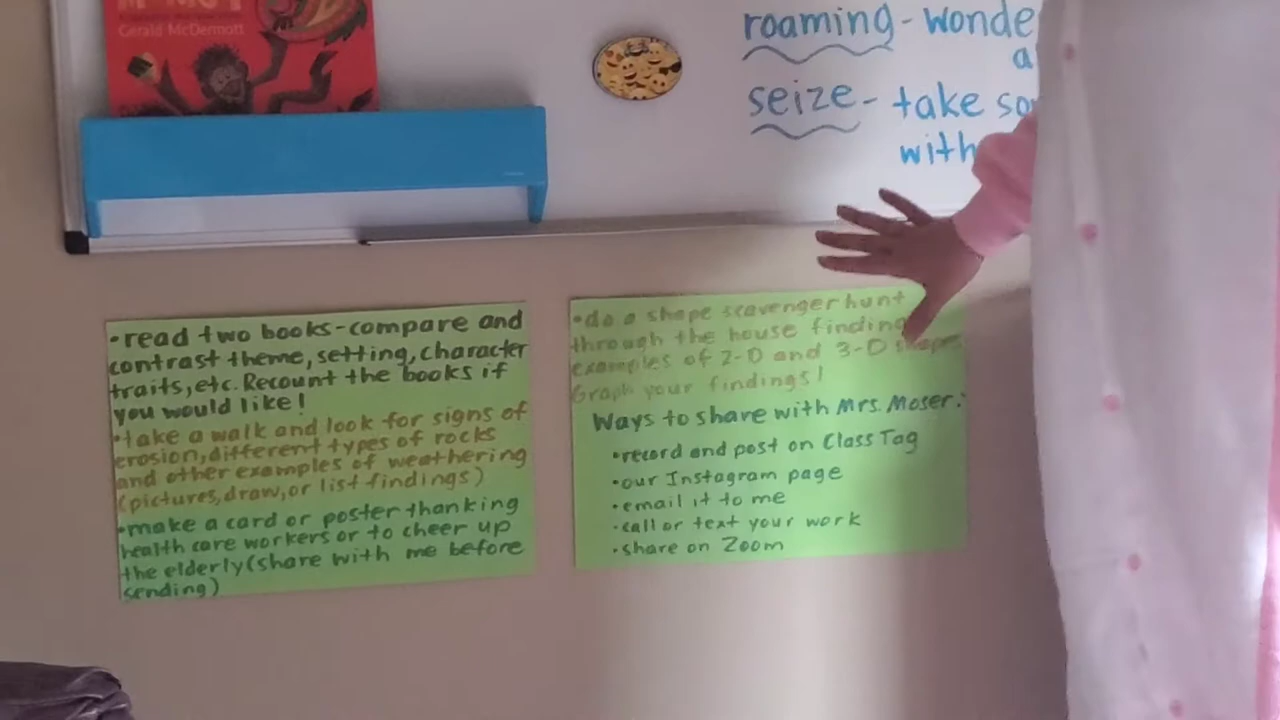 Gerald McDermott
roaming - wonde
a
seize - take so
with
•read two books-compare and
contrast theme, setting, character
traits, etc. Recount the books if
you would like!
•take a walk and look for signs of
erosion, different types of rocks
and other examples of weathering
(pictures, draw, or list findings)
•make a card or poster thanking
health care workers or to cheer up
the elderly (share with me before
sending)
•do a shape scavenger hunt
through the house finding
examples of 2-D and 3-D shapes.
Graph your findings!
Ways to share with Mrs. Moser:
•record and post on Class Tag
•our Instagram page
•email it to me
•call or text your work
•share on Zoom